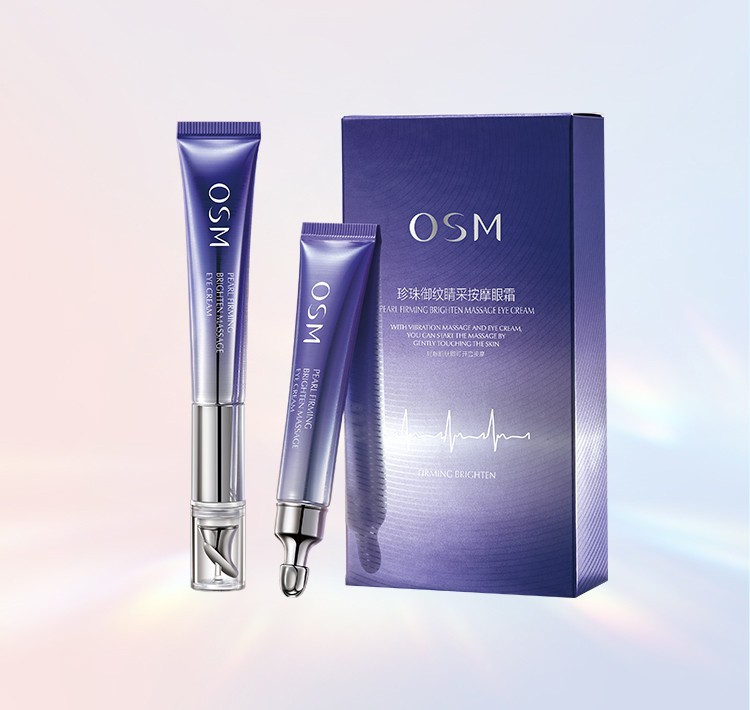 OSM
PEARL FIRMING
BRIGHTEN MASSAGE
EYE CREAM
OSM
PEARL FIRMING
BRIGHTEN MASSAGE
EYE CREAM
OSM
珍珠御纹睛采按摩眼霜
PEARL FIRMING BRIGHTEN MASSAGE EYE CREAM
WITH VIBRATION MASSAGE AND EYE CREAM,
YOU CAN START THE MASSAGE BY
GENTLY TOUCHING THE SKIN
FIRMING BRIGHTEN